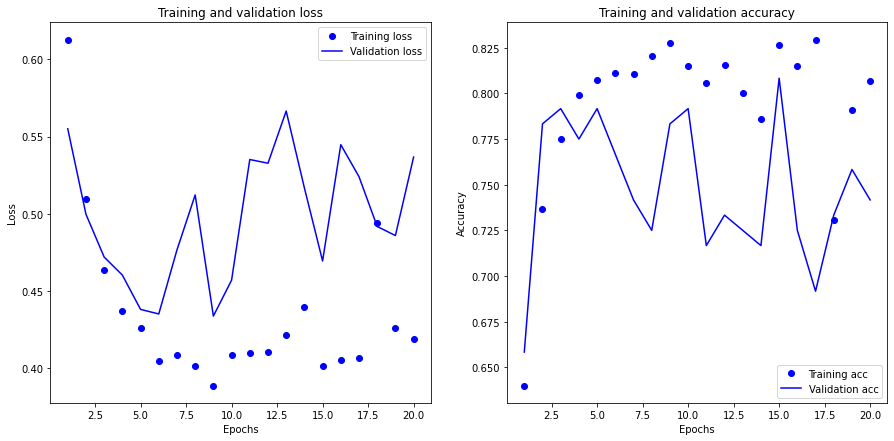 Training and validation loss
Training loss
Validation loss
0.60
0.55
0.50
0.45
0.40
Loss
2.5
5.0
7.5
10.0
12.5
15.0
17.5
20.0
Epochs
Training and validation accuracy
0.825
0.800
0.775
0.750
0.725
0.700
0.675
0.650
Accuracy
Training acc
Validation acc
2.5
5.0
7.5
10.0
12.5
15.0
17.5
20.0
Epochs